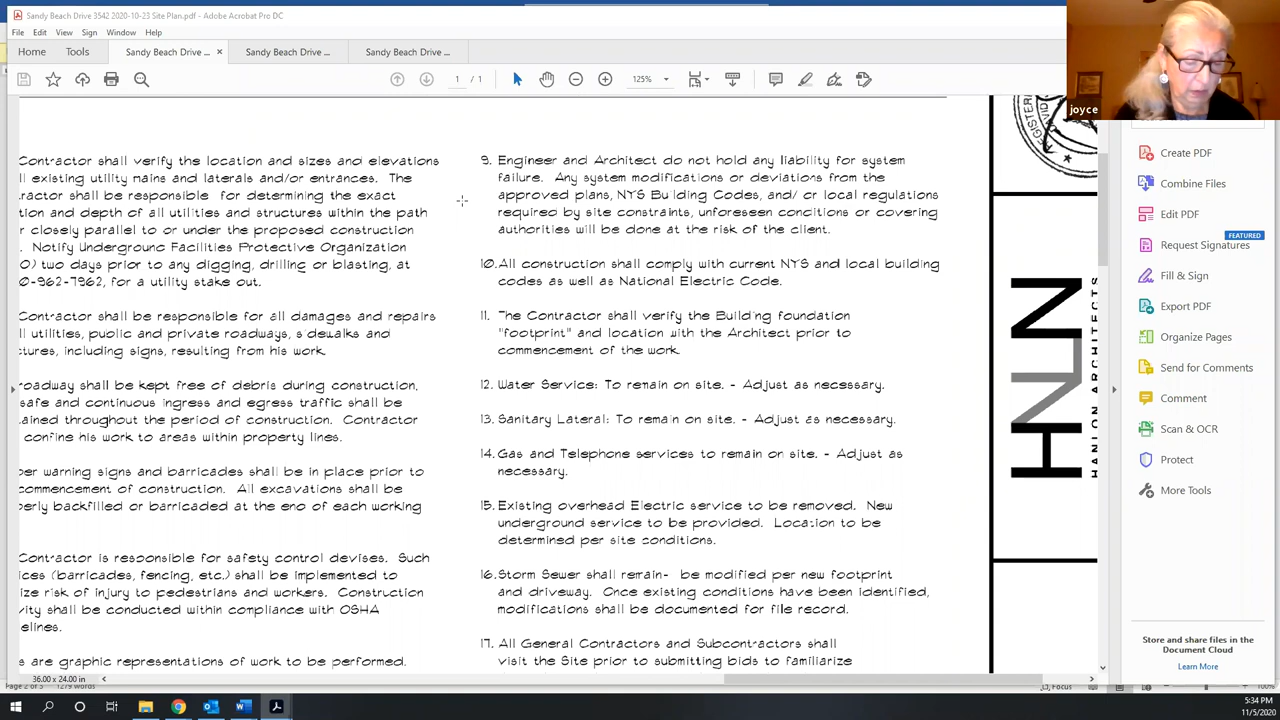 Sandy Beach Drive 3542 2020-10-23 Site Plan.pdf - Adobe Acrobat Pro DC
File Edit View Sign Window Help
Home Tools Sandy Beach Drive ... × Sandy Beach Drive ... Sandy Beach Drive ...
1 / 1 125%
joyce
Contractor shall verify the location and sizes and elevations
ll existing utility mains and laterals and/or entrances. The
ractor shall be responsible for determining the exact
tion and depth of all utilities and structures within the path
r closely parallel to or under the proposed construction
. Notify Underground Facilities Protective Organization
O) two days prior to any digging, drilling or blasting, at
0-962-7962, for a utility stake out.
Contractor shall be responsible for all damages and repairs
ll utilities, public and private roadways, sidewalks and
ctures, including signs, resulting from his work.
roadway shall be kept free of debris during construction,
safe and continuous ingress and egress traffic shall be
ained throughout the period of construction. Contractor
confine his work to areas within property lines.
per warning signs and barricades shall be in place prior to
commencement of construction. All excavations shall be
perly backfilled or barricaded at the end of each working
Contractor is responsible for safety control devises. Such
ices (barricades, fencing, etc.) shall be implemented to
ize risk of injury to pedestrians and workers. Construction
vity shall be conducted within compliance with OSHA
elines.
s are graphic representations of work to be performed.
9. Engineer and Architect do not hold any liability for system
failure. Any system modifications or deviations from the
approved plans, NYS Building Codes, and/ or local regulations
required by site constraints, unforeseen conditions or covering
authorities will be done at the risk of the client.
10. All construction shall comply with current NYS and local building
codes as well as National Electric Code.
11. The Contractor shall verify the Building foundation
"footprint" and location with the Architect prior to
commencement of the work.
12. Water Service: To remain on site. - Adjust as necessary.
13. Sanitary Lateral: To remain on site. - Adjust as necessary.
14. Gas and Telephone services to remain on site. - Adjust as
necessary.
15. Existing overhead Electric service to be removed. New
underground service to be provided. Location to be
determined per site conditions.
16. Storm Sewer shall remain- be modified per new footprint
and driveway. Once existing conditions have been identified,
modifications shall be documented for file record.
17. All General Contractors and Subcontractors shall
visit the Site prior to submitting bids to familiarize
HLN
HANLON ARCHITECTS
Create PDF
Combine Files
Edit PDF
FEATURED
Request Signatures
Fill & Sign
Export PDF
Organize Pages
Send for Comments
Comment
Scan & OCR
Protect
More Tools
Store and share files in the
Document Cloud
Learn More
36.00 x 24.00 in
Focus
5:34 PM
11/5/2020